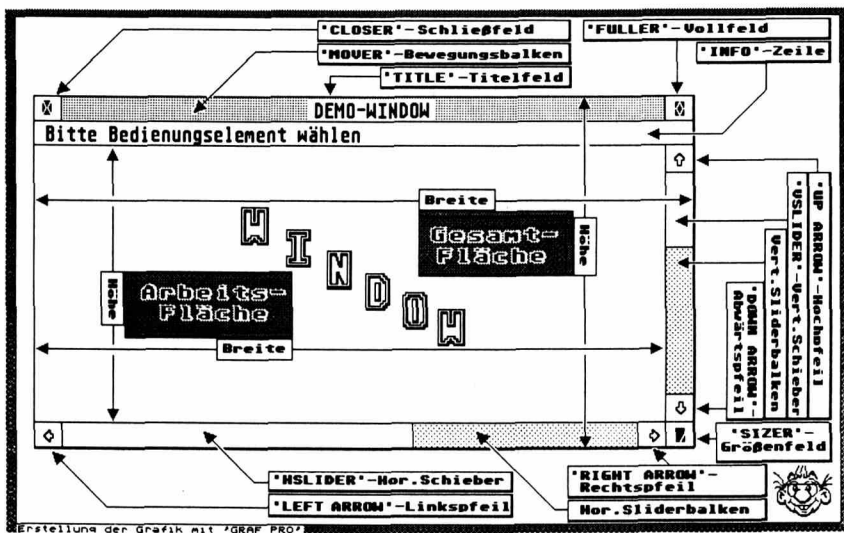 'CLOSER'-Schließfeld
'FULLER'-Vollfeld
'MOVER'-Bewegungsbalken
'INFO'-Zeile
'TITLE'-Titelfeld
DEMO-WINDOW
Bitte Bedienungselement wählen
Breite
WINDOW
Gesamt-
Fläche
Höhe
Arbeits-
Fläche
Höhe
Breite
'UP ARROW'-Hochpfeil
'VSLIDER'-Vert.Schieber
Vert.Sliderbalken
'DOWN ARROW'-
Abwärtspfeil
'SIZER'-
Größenfeld
'HSLIDER'-Hor.Schieber
'RIGHT ARROW'-
Rechtspfeil
'LEFT ARROW'-Linkspfeil
Hor.Sliderbalken
Erstellung der Grafik mit 'GRAF PRO'